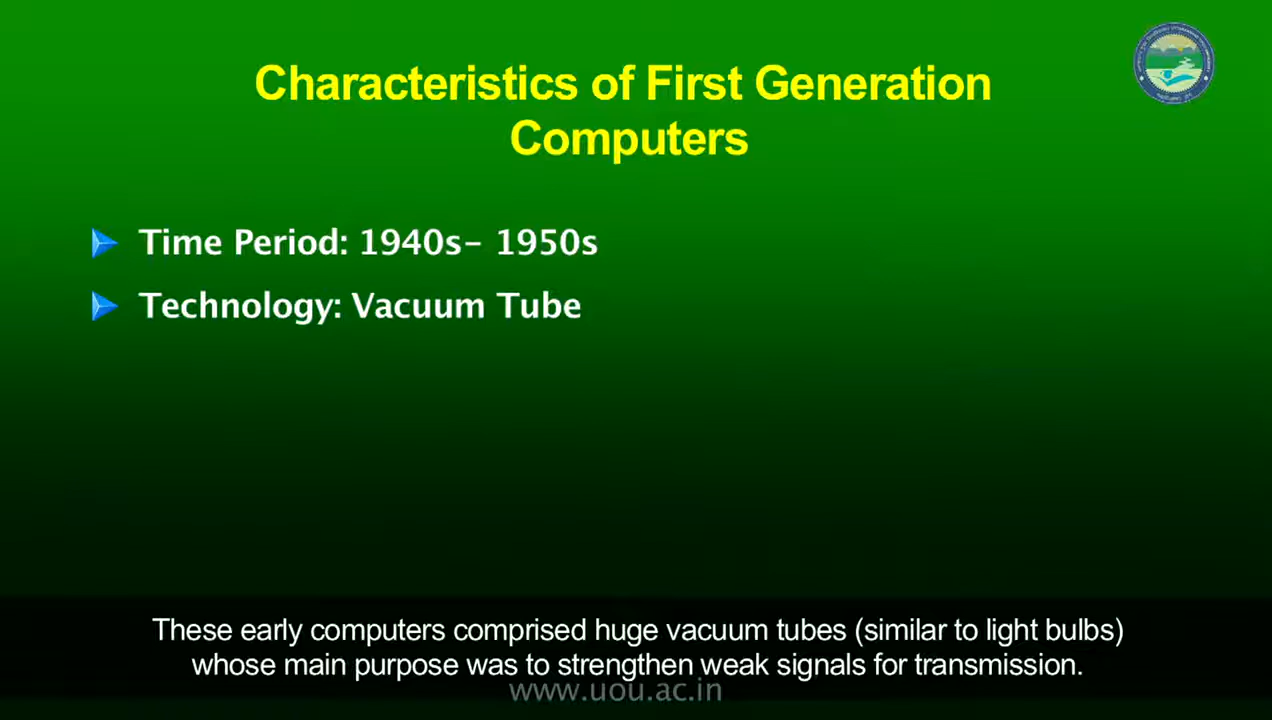 Characteristics of First Generation
Computers
Time Period: 1940s– 1950s
Technology: Vacuum Tube
These early computers comprised huge vacuum tubes (similar to light bulbs)
whose main purpose was to strengthen weak signals for transmission.
www.uou.ac.in